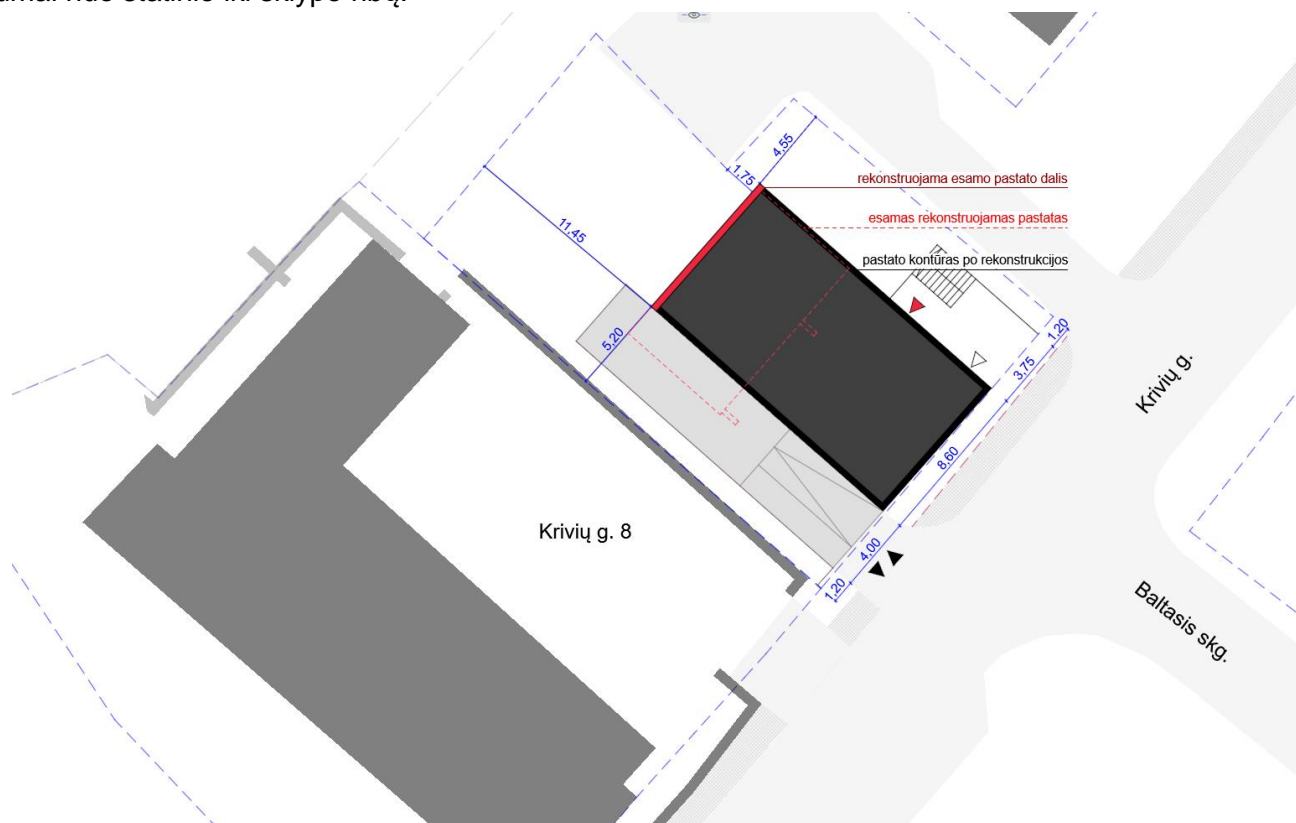 4,55
1,75
rekonstruojama esamo pastato dalis
esamas rekonstruojamas pastatas
11,45
pastato kontūras po rekonstrukcijos
5,20
1,20
3,75
Krivių g.
8,60
Krivių g. 8
4,00
1,20
Baltasis skg.